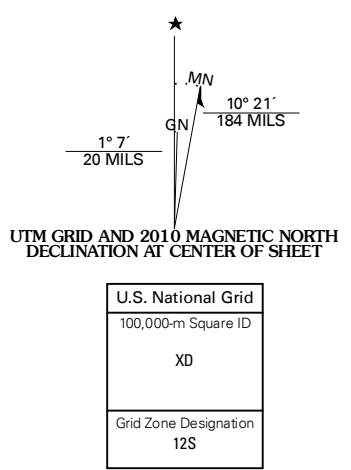 MN
10° 21´
184 MILS
GN
1° 7´
20 MILS
UTM GRID AND 2010 MAGNETIC NORTH
DECLINATION AT CENTER OF SHEET
U.S. National Grid
100,000-m Square ID
XD
Grid Zone Designation
12S